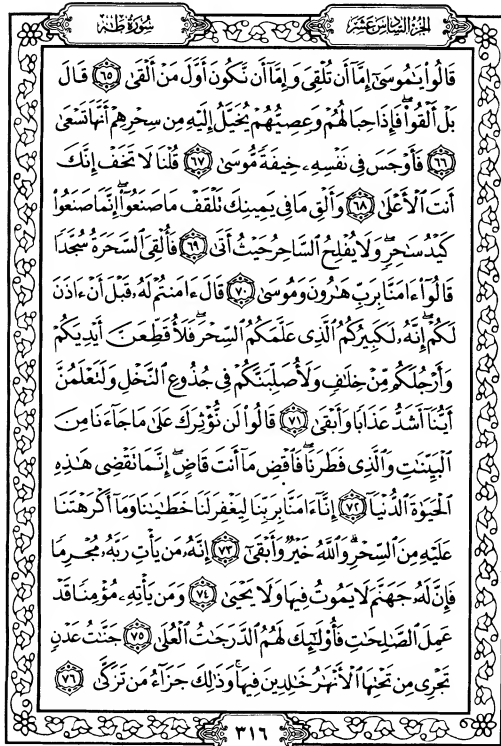 الجزء السادس عشر
سورة طه
قَالُوا۟ يَـٰمُوسَىٰٓ إِمَّآ أَن تُلْقِىَ وَإِمَّآ أَن نَّكُونَ أَوَّلَ مَنْ أَلْقَىٰ ٦٥ قَالَ
بَلْ أَلْقُوا۟ۖ فَإِذَا حِبَالُهُمْ وَعِصِيُّهُمْ يُخَيَّلُ إِلَيْهِ مِن سِحْرِهِمْ أَنَّهَا تَسْعَىٰ
٦٦ فَأَوْجَسَ فِى نَفْسِهِۦ خِيفَةً مُّوسَىٰ ٦٧ قُلْنَا لَا تَخَفْ إِنَّكَ
أَنتَ ٱلْأَعْلَىٰ ٦٨ وَأَلْقِ مَا فِى يَمِينِكَ تَلْقَفْ مَا صَنَعُوٓا۟ۖ إِنَّمَا صَنَعُوا۟
كَيْدُ سَـٰحِرٍۖ وَلَا يُفْلِحُ ٱلسَّاحِرُ حَيْثُ أَتَىٰ ٦٩ فَأُلْقِىَ ٱلسَّحَرَةُ سُجَّدًا
قَالُوٓا۟ ءَامَنَّا بِرَبِّ هَـٰرُونَ وَمُوسَىٰ ٧٠ قَالَ ءَامَنتُمْ لَهُۥ قَبْلَ أَنْ ءَاذَنَ
لَكُمْۖ إِنَّهُۥ لَكَبِيرُكُمُ ٱلَّذِى عَلَّمَكُمُ ٱلسِّحْرَۖ فَلَأُقَطِّعَنَّ أَيْدِيَكُمْ
وَأَرْجُلَكُم مِّنْ خِلَـٰفٍ وَلَأُصَلِّبَنَّكُمْ فِى جُذُوعِ ٱلنَّخْلِ وَلَتَعْلَمُنَّ
أَيُّنَآ أَشَدُّ عَذَابًا وَأَبْقَىٰ ٧١ قَالُوا۟ لَن نُّؤْثِرَكَ عَلَىٰ مَا جَآءَنَا مِنَ
ٱلْبَيِّنَـٰتِ وَٱلَّذِى فَطَرَنَاۖ فَٱقْضِ مَآ أَنتَ قَاضٍۖ إِنَّمَا تَقْضِى هَـٰذِهِ
ٱلْحَيَوٰةَ ٱلدُّنْيَآ ٧٢ إِنَّآ ءَامَنَّا بِرَبِّنَا لِيَغْفِرَ لَنَا خَطَـٰيَـٰنَا وَمَآ أَكْرَهْتَنَا
عَلَيْهِ مِنَ ٱلسِّحْرِۗ وَٱللَّهُ خَيْرٌ وَأَبْقَىٰٓ ٧٣ إِنَّهُۥ مَن يَأْتِ رَبَّهُۥ مُجْرِمًا
فَإِنَّ لَهُۥ جَهَنَّمَ لَا يَمُوتُ فِيهَا وَلَا يَحْيَىٰ ٧٤ وَمَن يَأْتِهِۦ مُؤْمِنًا قَدْ
عَمِلَ ٱلصَّـٰلِحَـٰتِ فَأُو۟لَـٰٓئِكَ لَهُمُ ٱلدَّرَجَـٰتُ ٱلْعُلَىٰ ٧٥ جَنَّـٰتُ عَدْنٍ
تَجْرِى مِن تَحْتِهَا ٱلْأَنْهَـٰرُ خَـٰلِدِينَ فِيهَاۚ وَذَٰلِكَ جَزَآءُ مَن تَزَكَّىٰ ٧٦
٣١٦